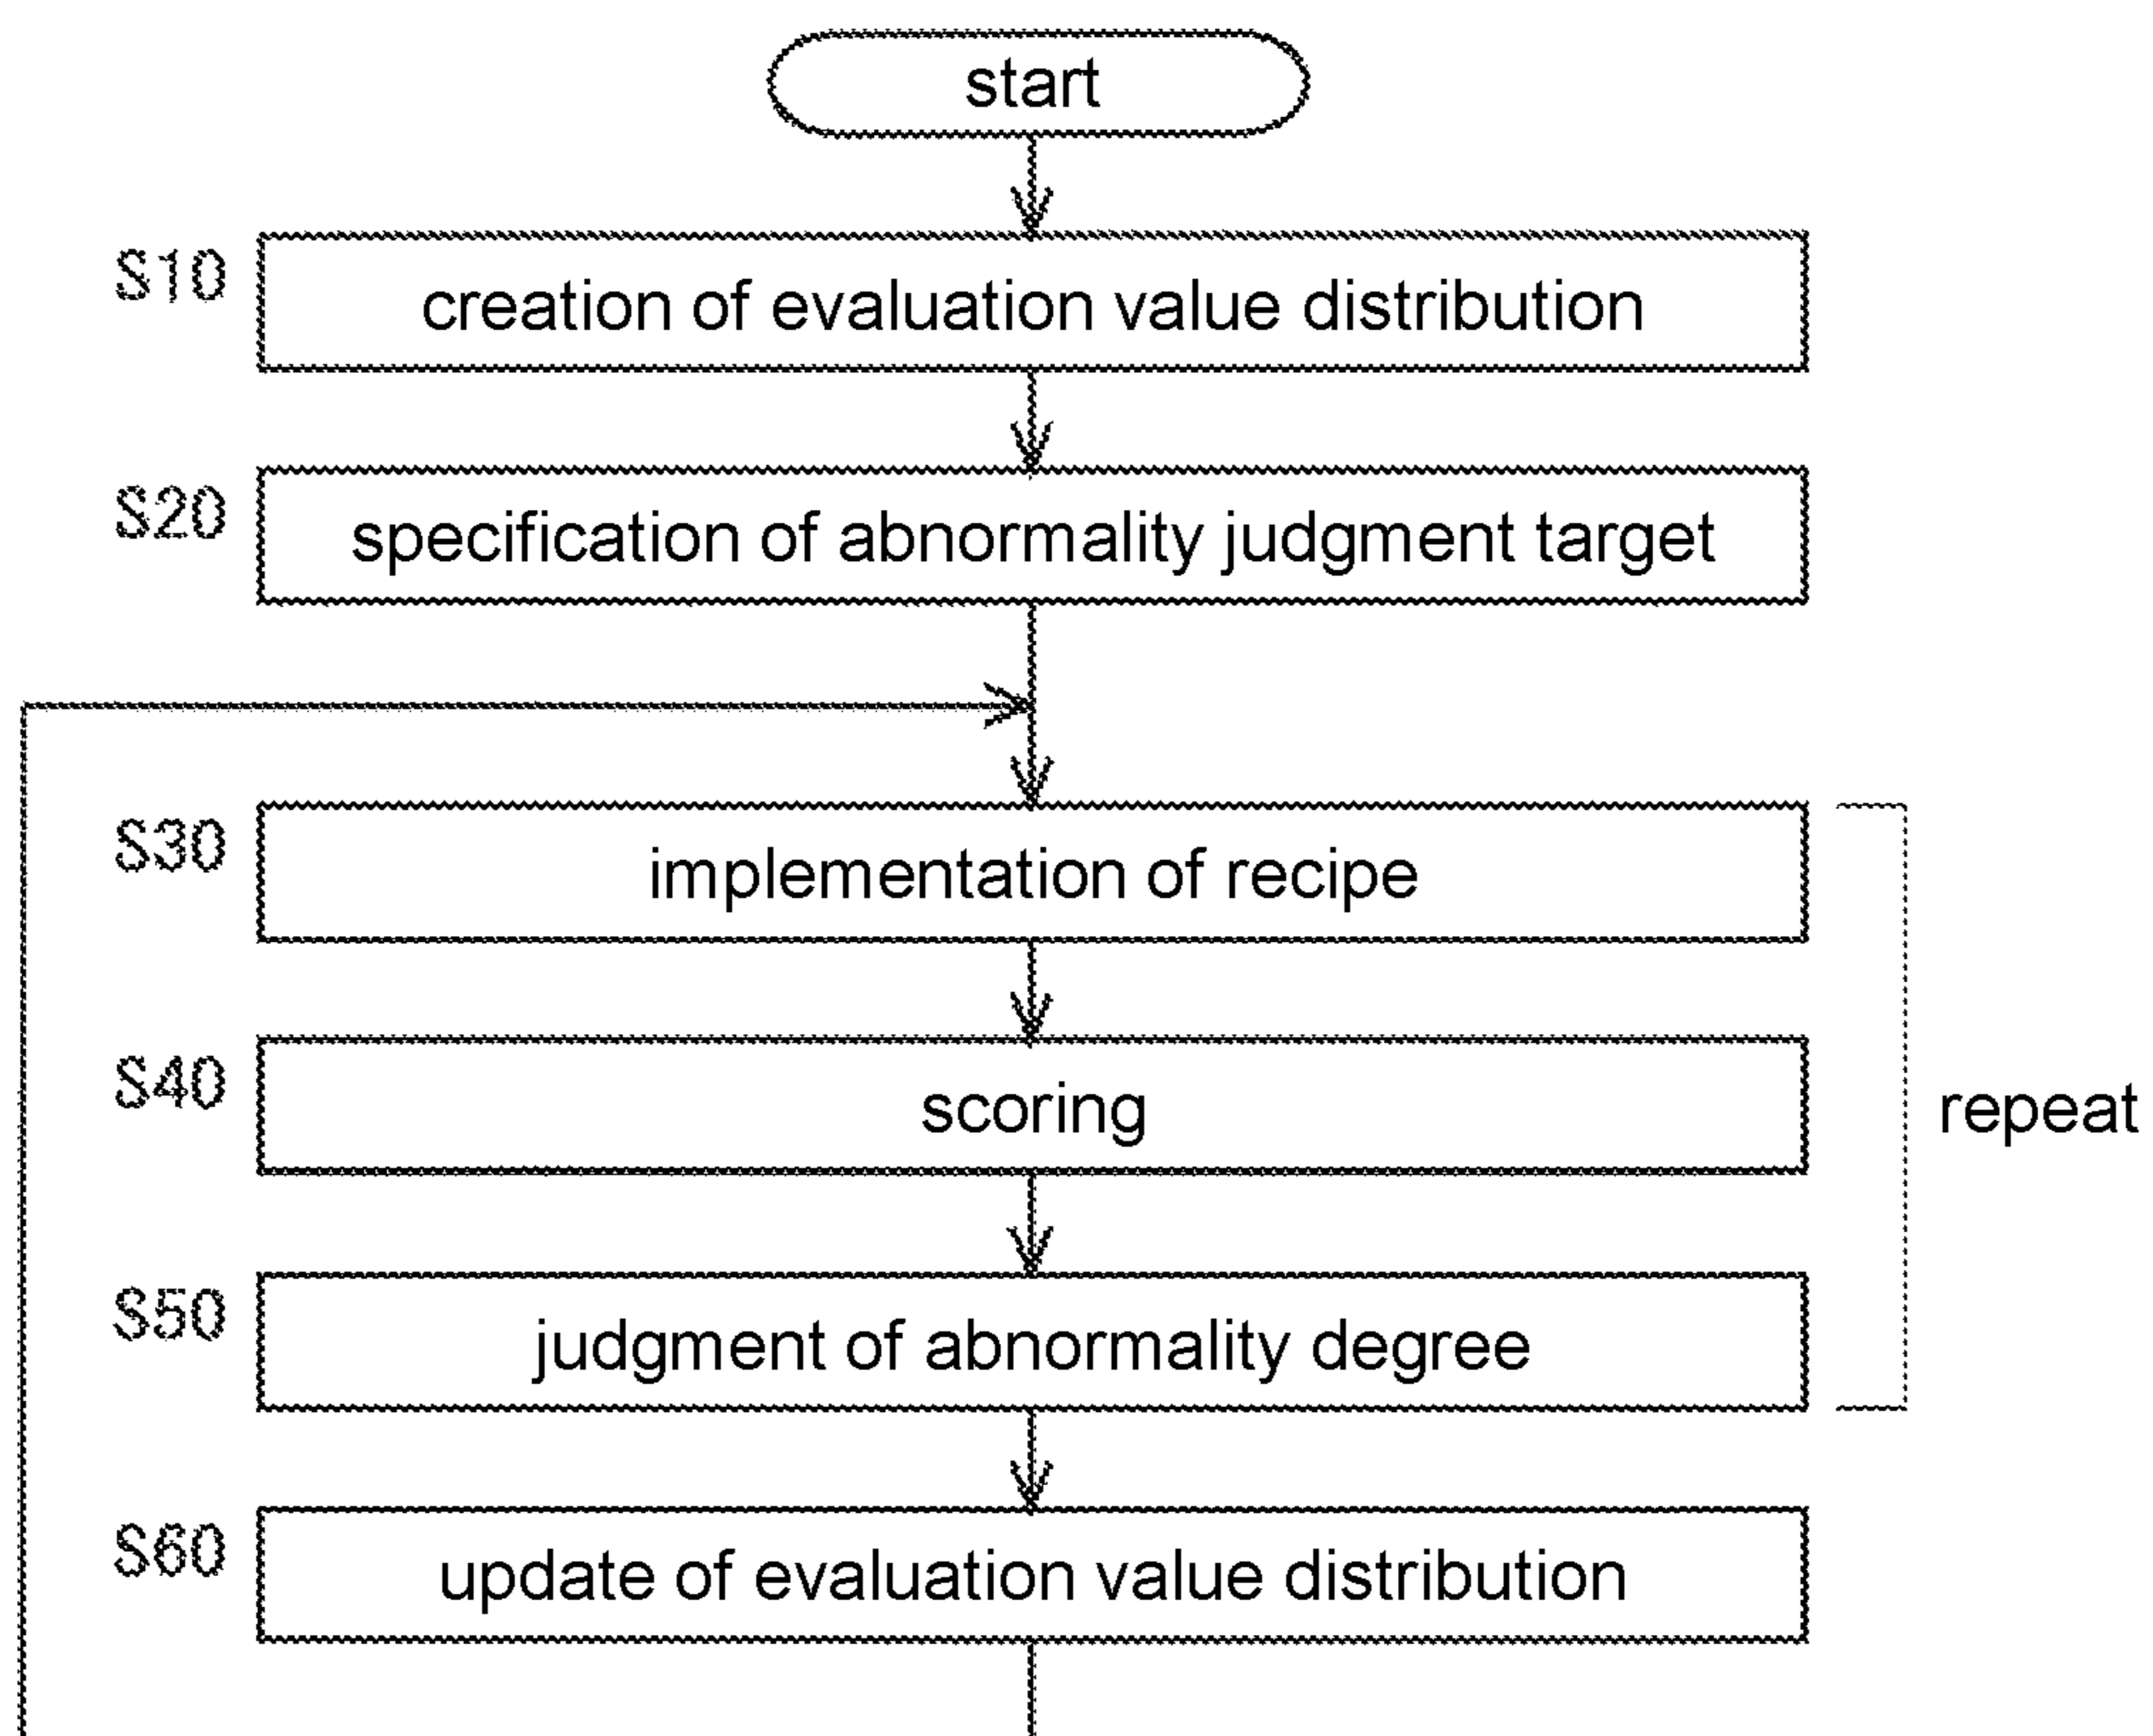 start
S10
creation of evaluation value distribution
S20
specification of abnormality judgment target
S30
implementation of recipe
S40
scoring
repeat
S50
judgment of abnormality degree
S60
update of evaluation value distribution